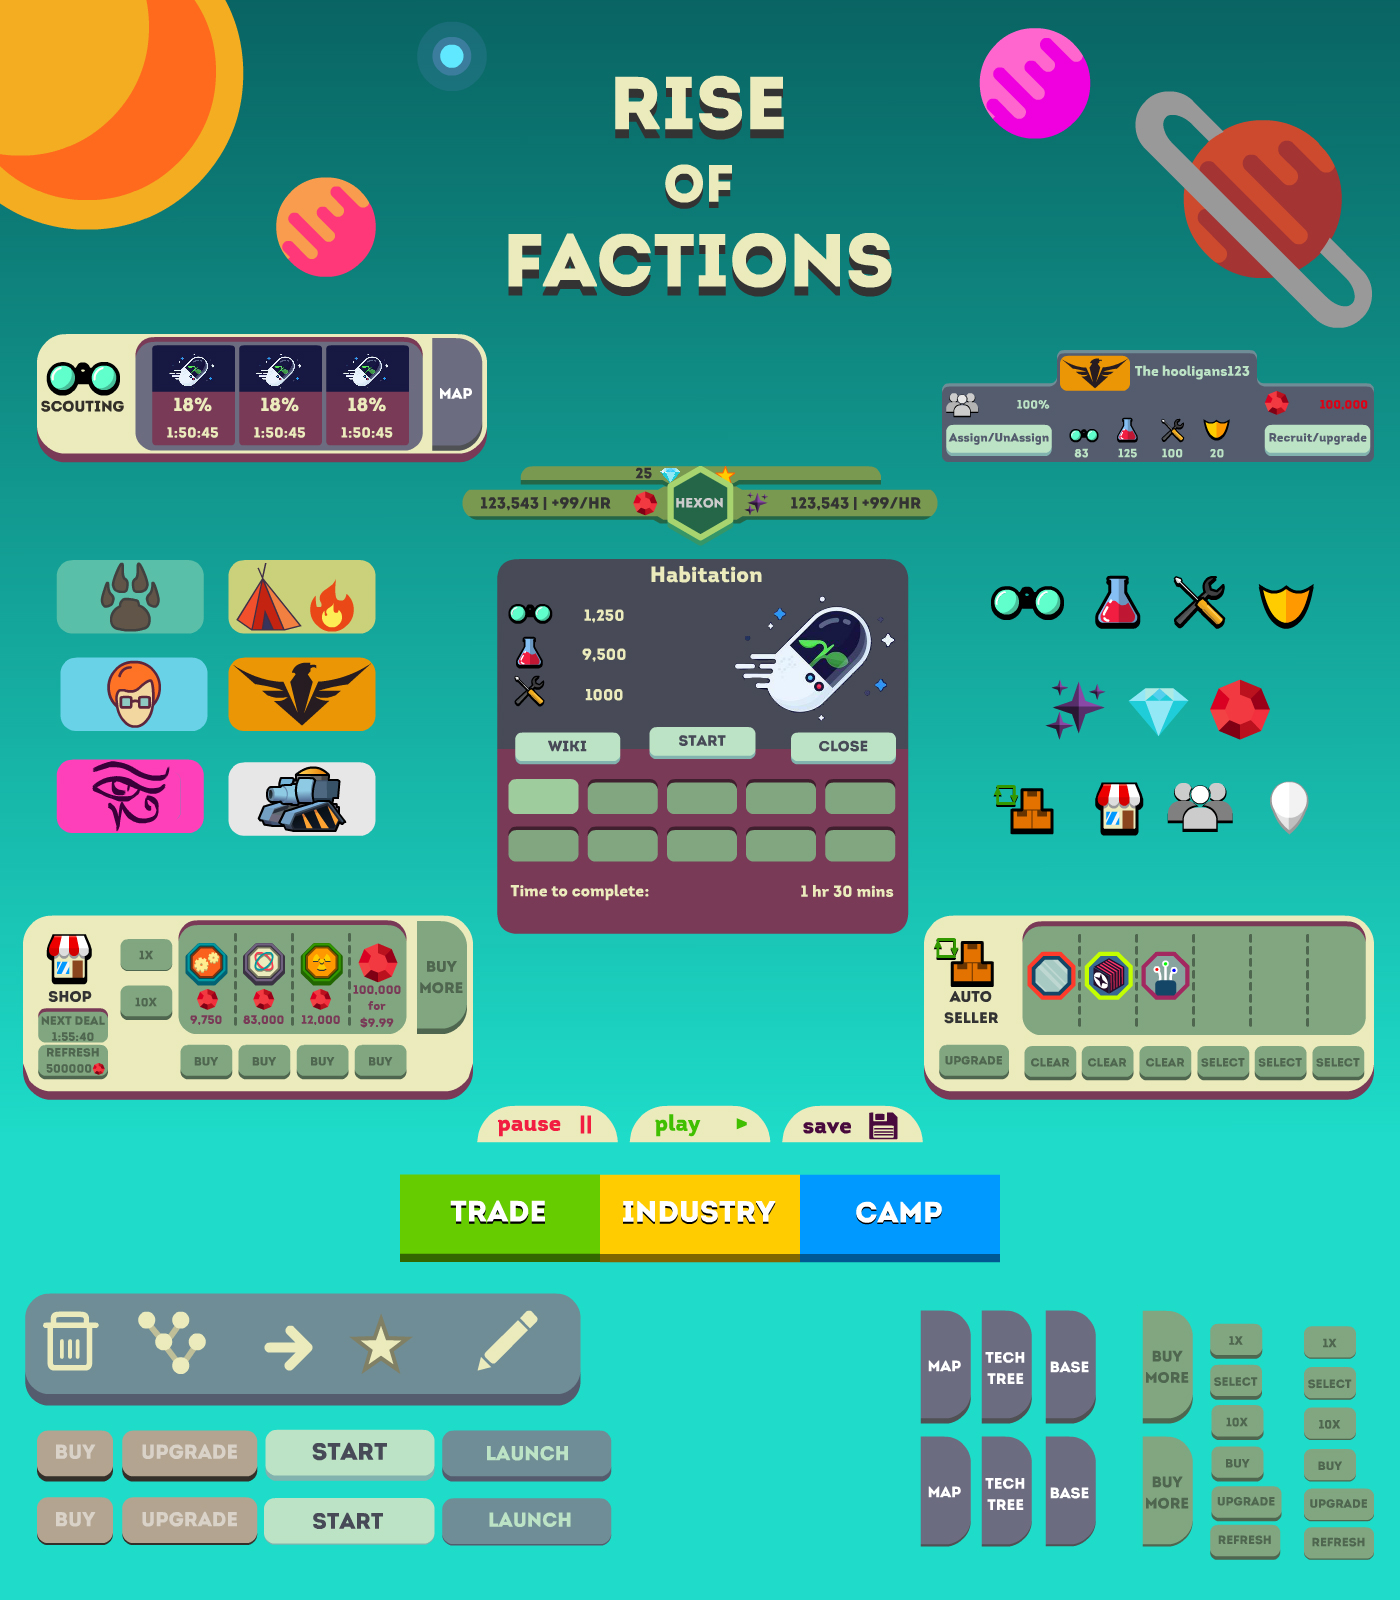 RISE
OF
FACTIONS
SCOUTING
18%
1:50:45
18%
1:50:45
18%
1:50:45
MAP
The hooligans123
100%
100.000
Assign/UnAssign
83
125
100
20
Recruit/upgrade
25
123,543 | +99/HR
HEXON
123,543 | +99/HR
Habitation
1,250
9,500
1000
WIKI
START
CLOSE
Time to complete:
1 hr 30 mins
SHOP
NEXT DEAL
1:55:40
REFRESH
500000
1X
10X
9,750
83,000
12,000
100,000
for
$9.99
BUY
MORE
BUY
BUY
BUY
BUY
AUTO
SELLER
UPGRADE
CLEAR
CLEAR
CLEAR
SELECT
SELECT
SELECT
pause
play
save
TRADE
INDUSTRY
CAMP
BUY
UPGRADE
START
LAUNCH
BUY
UPGRADE
START
LAUNCH
MAP
TECH
TREE
BASE
BUY
MORE
MAP
TECH
TREE
BASE
BUY
MORE
1X
SELECT
10X
BUY
UPGRADE
REFRESH
1X
SELECT
10X
BUY
UPGRADE
REFRESH